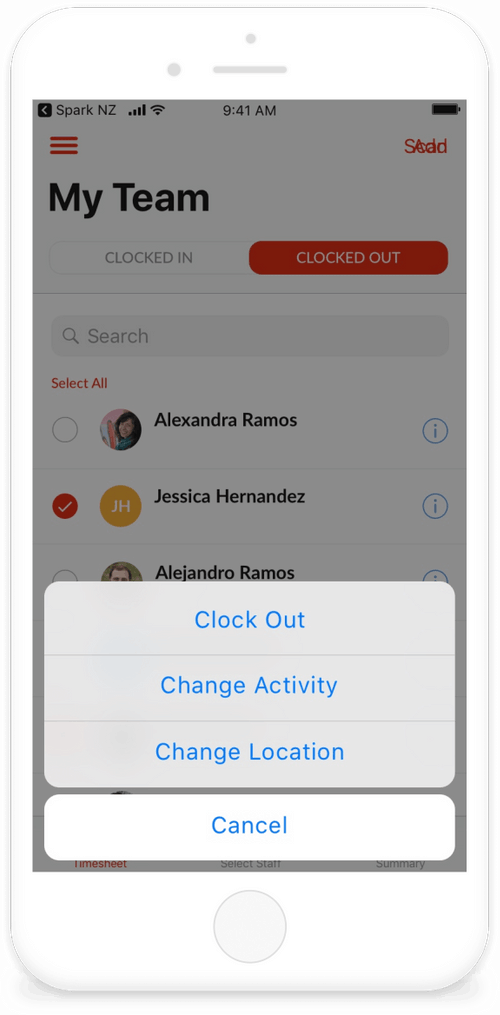 Spark NZ 9:41 AM
Add
My Team
CLOCKED IN CLOCKED OUT
Search
Select All
Alexandra Ramos
JH Jessica Hernandez
Alejandro Ramos
Clock Out
Change Activity
Change Location
Cancel
Timesheet Select Staff Summary